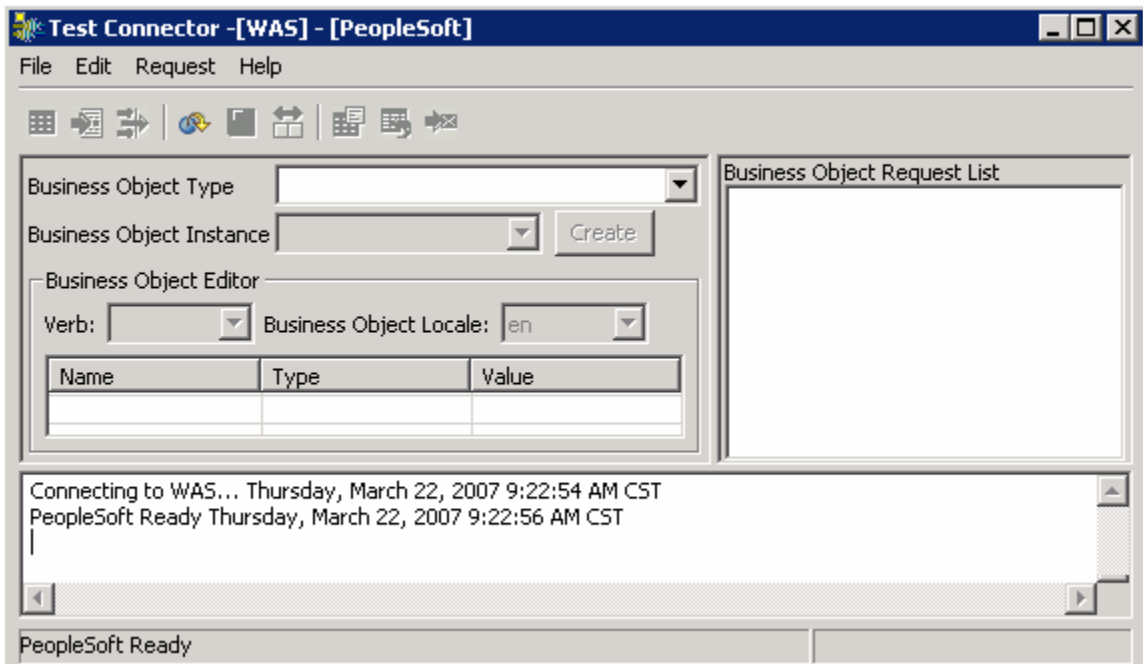 Test Connector -[WAS] - [PeopleSoft]
File Edit Request Help
Business Object Type
Business Object Instance Create
Business Object Editor
Verb: Business Object Locale: en
Name Type Value
Business Object Request List
Connecting to WAS... Thursday, March 22, 2007 9:22:54 AM CST
PeopleSoft Ready Thursday, March 22, 2007 9:22:56 AM CST
PeopleSoft Ready